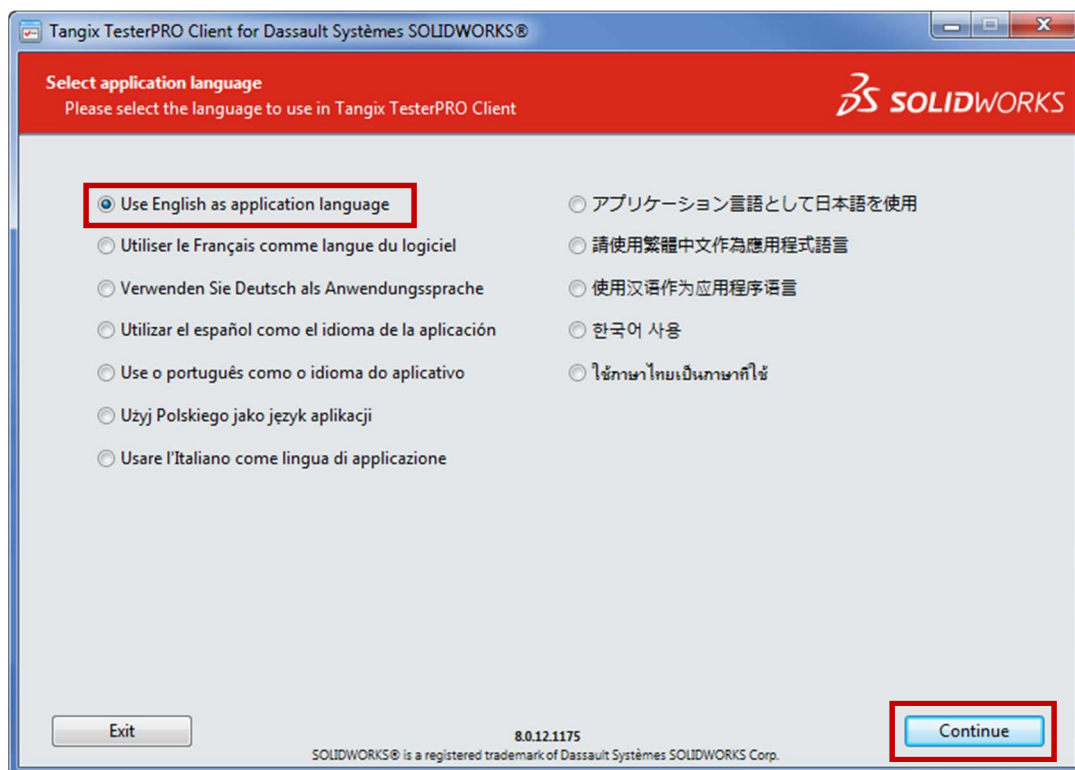 Tangix TesterPRO Client for Dassault Systèmes SOLIDWORKS®
Select application language
Please select the language to use in Tangix TesterPRO Client
SOLIDWORKS
Use English as application language
Utiliser le Français comme langue du logiciel
Verwenden Sie Deutsch als Anwendungssprache
Utilizar el español como el idioma de la aplicación
Use o português como o idioma do aplicativo
Użyj Polskiego jako język aplikacji
Usare l'Italiano come lingua di applicazione
アプリケーション言語として日本語を使用
請使用繁體中文作為應用程式語言
使用汉语作为应用程序语言
한국어 사용
ใช้ภาษาไทยเป็นภาษาที่ใช้
Exit
8.0.12.1175
SOLIDWORKS® is a registered trademark of Dassault Systèmes SOLIDWORKS Corp.
Continue